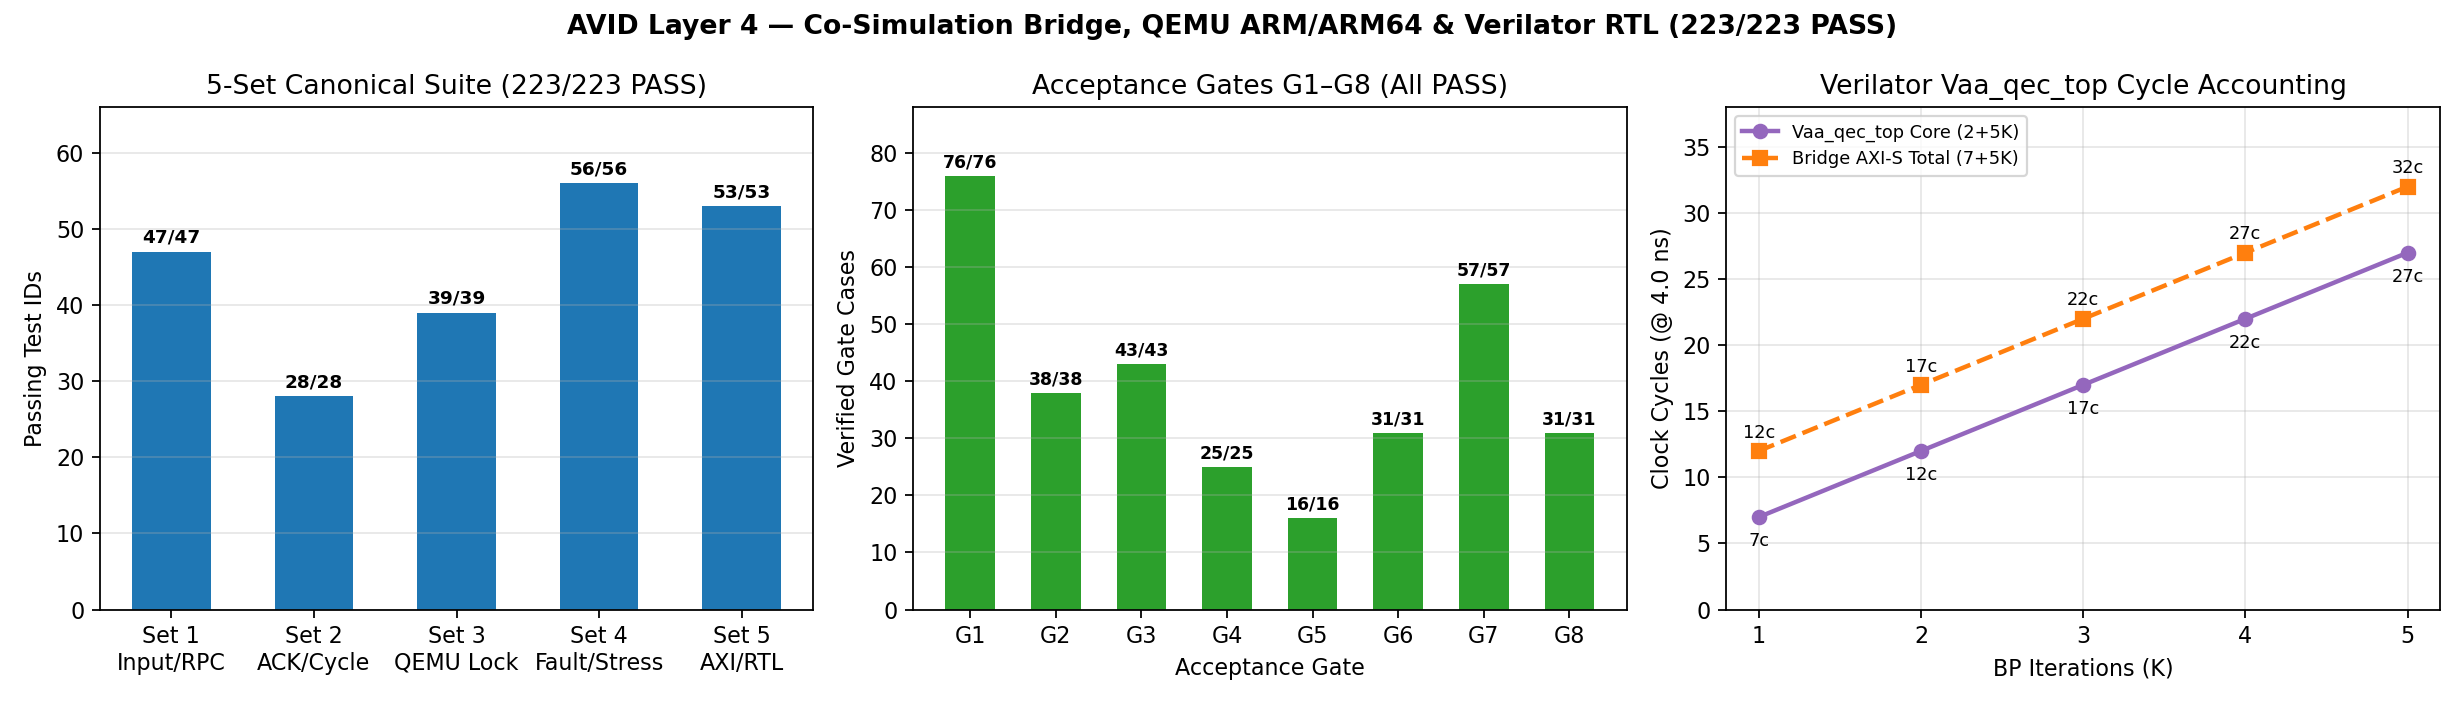 AVID Layer 4 — Co-Simulation Bridge, QEMU ARM/ARM64 & Verilator RTL (223/223 PASS)
5-Set Canonical Suite (223/223 PASS)
Passing Test IDs
60
50
40
30
20
10
0
47/47
28/28
39/39
56/56
53/53
Set 1
Input/RPC
Set 2
ACK/Cycle
Set 3
QEMU Lock
Set 4
Fault/Stress
Set 5
AXI/RTL
Acceptance Gates G1–G8 (All PASS)
Verified Gate Cases
80
70
60
50
40
30
20
10
0
76/76
38/38
43/43
25/25
16/16
31/31
57/57
31/31
G1
G2
G3
G4
G5
G6
G7
G8
Acceptance Gate
Verilator Vaa_qec_top Cycle Accounting
Vaa_qec_top Core (2+5K)
Bridge AXI-S Total (7+5K)
Clock Cycles (@ 4.0 ns)
35
30
25
20
15
10
5
0
12c
17c
22c
27c
32c
7c
12c
17c
22c
27c
1
2
3
4
5
BP Iterations (K)